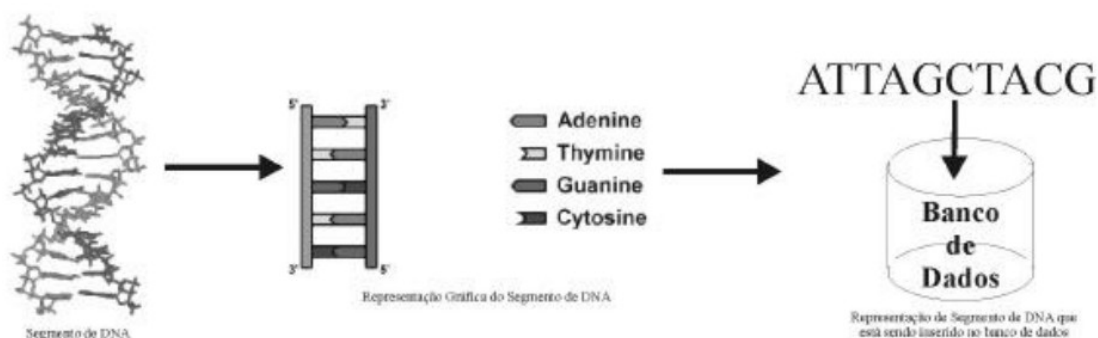 Segmento de DNA
5'
3'
3'
5'
Adenine
Thymine
Guanine
Cytosine
Representação Gráfica do Segmento de DNA
ATTAGCTACG
Banco
de
Dados
Representação de Segmento de DNA que
está sendo inserido no banco de dados